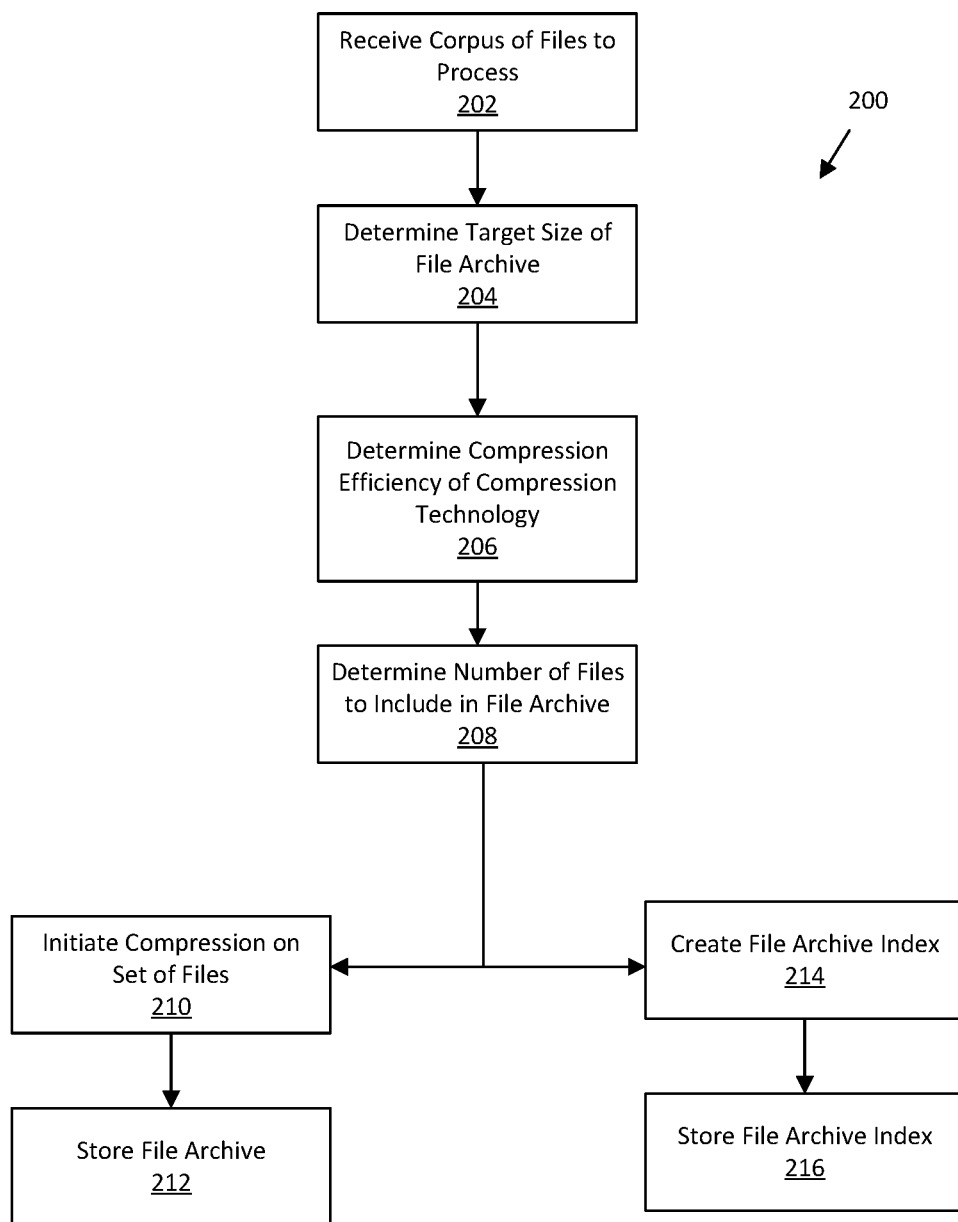 Receive Corpus of Files to
Process
202
200
Determine Target Size of
File Archive
204
Determine Compression
Efficiency of Compression
Technology
206
Determine Number of Files
to Include in File Archive
208
Initiate Compression on
Set of Files
210
Create File Archive Index
214
Store File Archive
212
Store File Archive Index
216